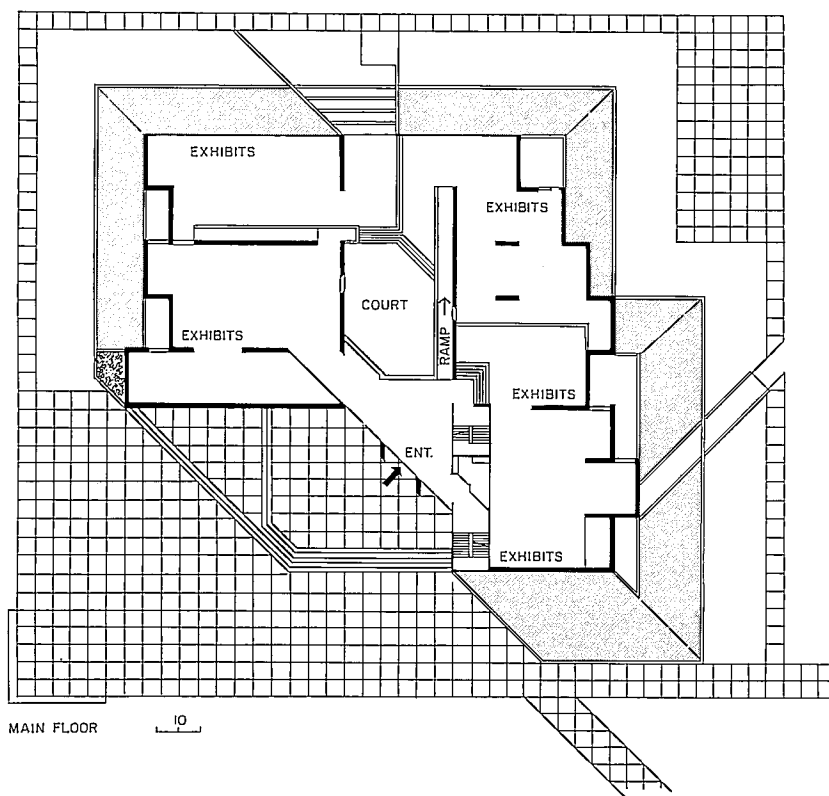 EXHIBITS
EXHIBITS
COURT
RAMP →
EXHIBITS
EXHIBITS
ENT.
EXHIBITS
MAIN FLOOR
10